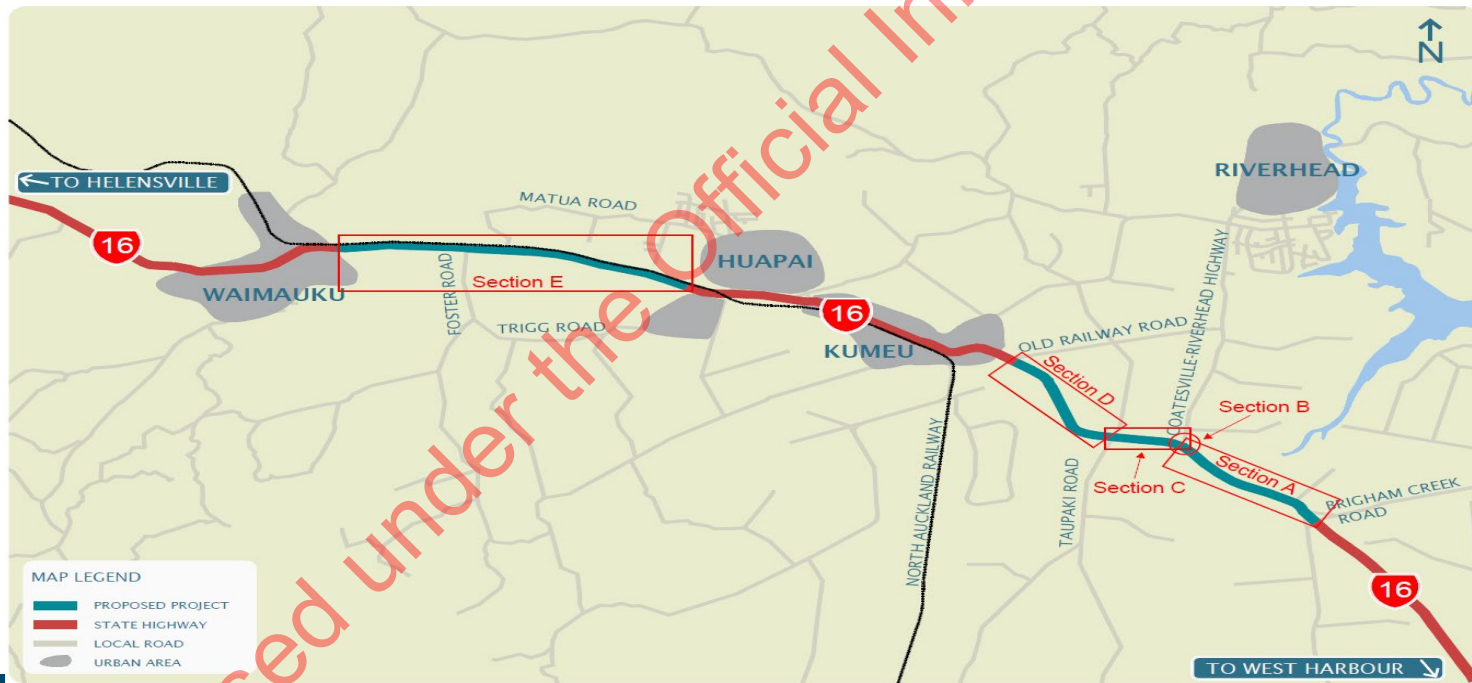 N
RIVERHEAD
←TO HELENSVILLE
MATUA ROAD
16
HUAPAI
Section E
WAIMAUKU
FOSTER ROAD
TRIGG ROAD
16
KUMEU
OLD RAILWAY ROAD
COATESVILLE-RIVERHEAD HIGHWAY
Section D
Section B
Section A
Section C
BRIGHAM CREEK
ROAD
TAUPAKI ROAD
NORTH AUCKLAND RAILWAY
16
MAP LEGEND
PROPOSED PROJECT
STATE HIGHWAY
LOCAL ROAD
URBAN AREA
TO WEST HARBOUR ↘
sed under the Official In